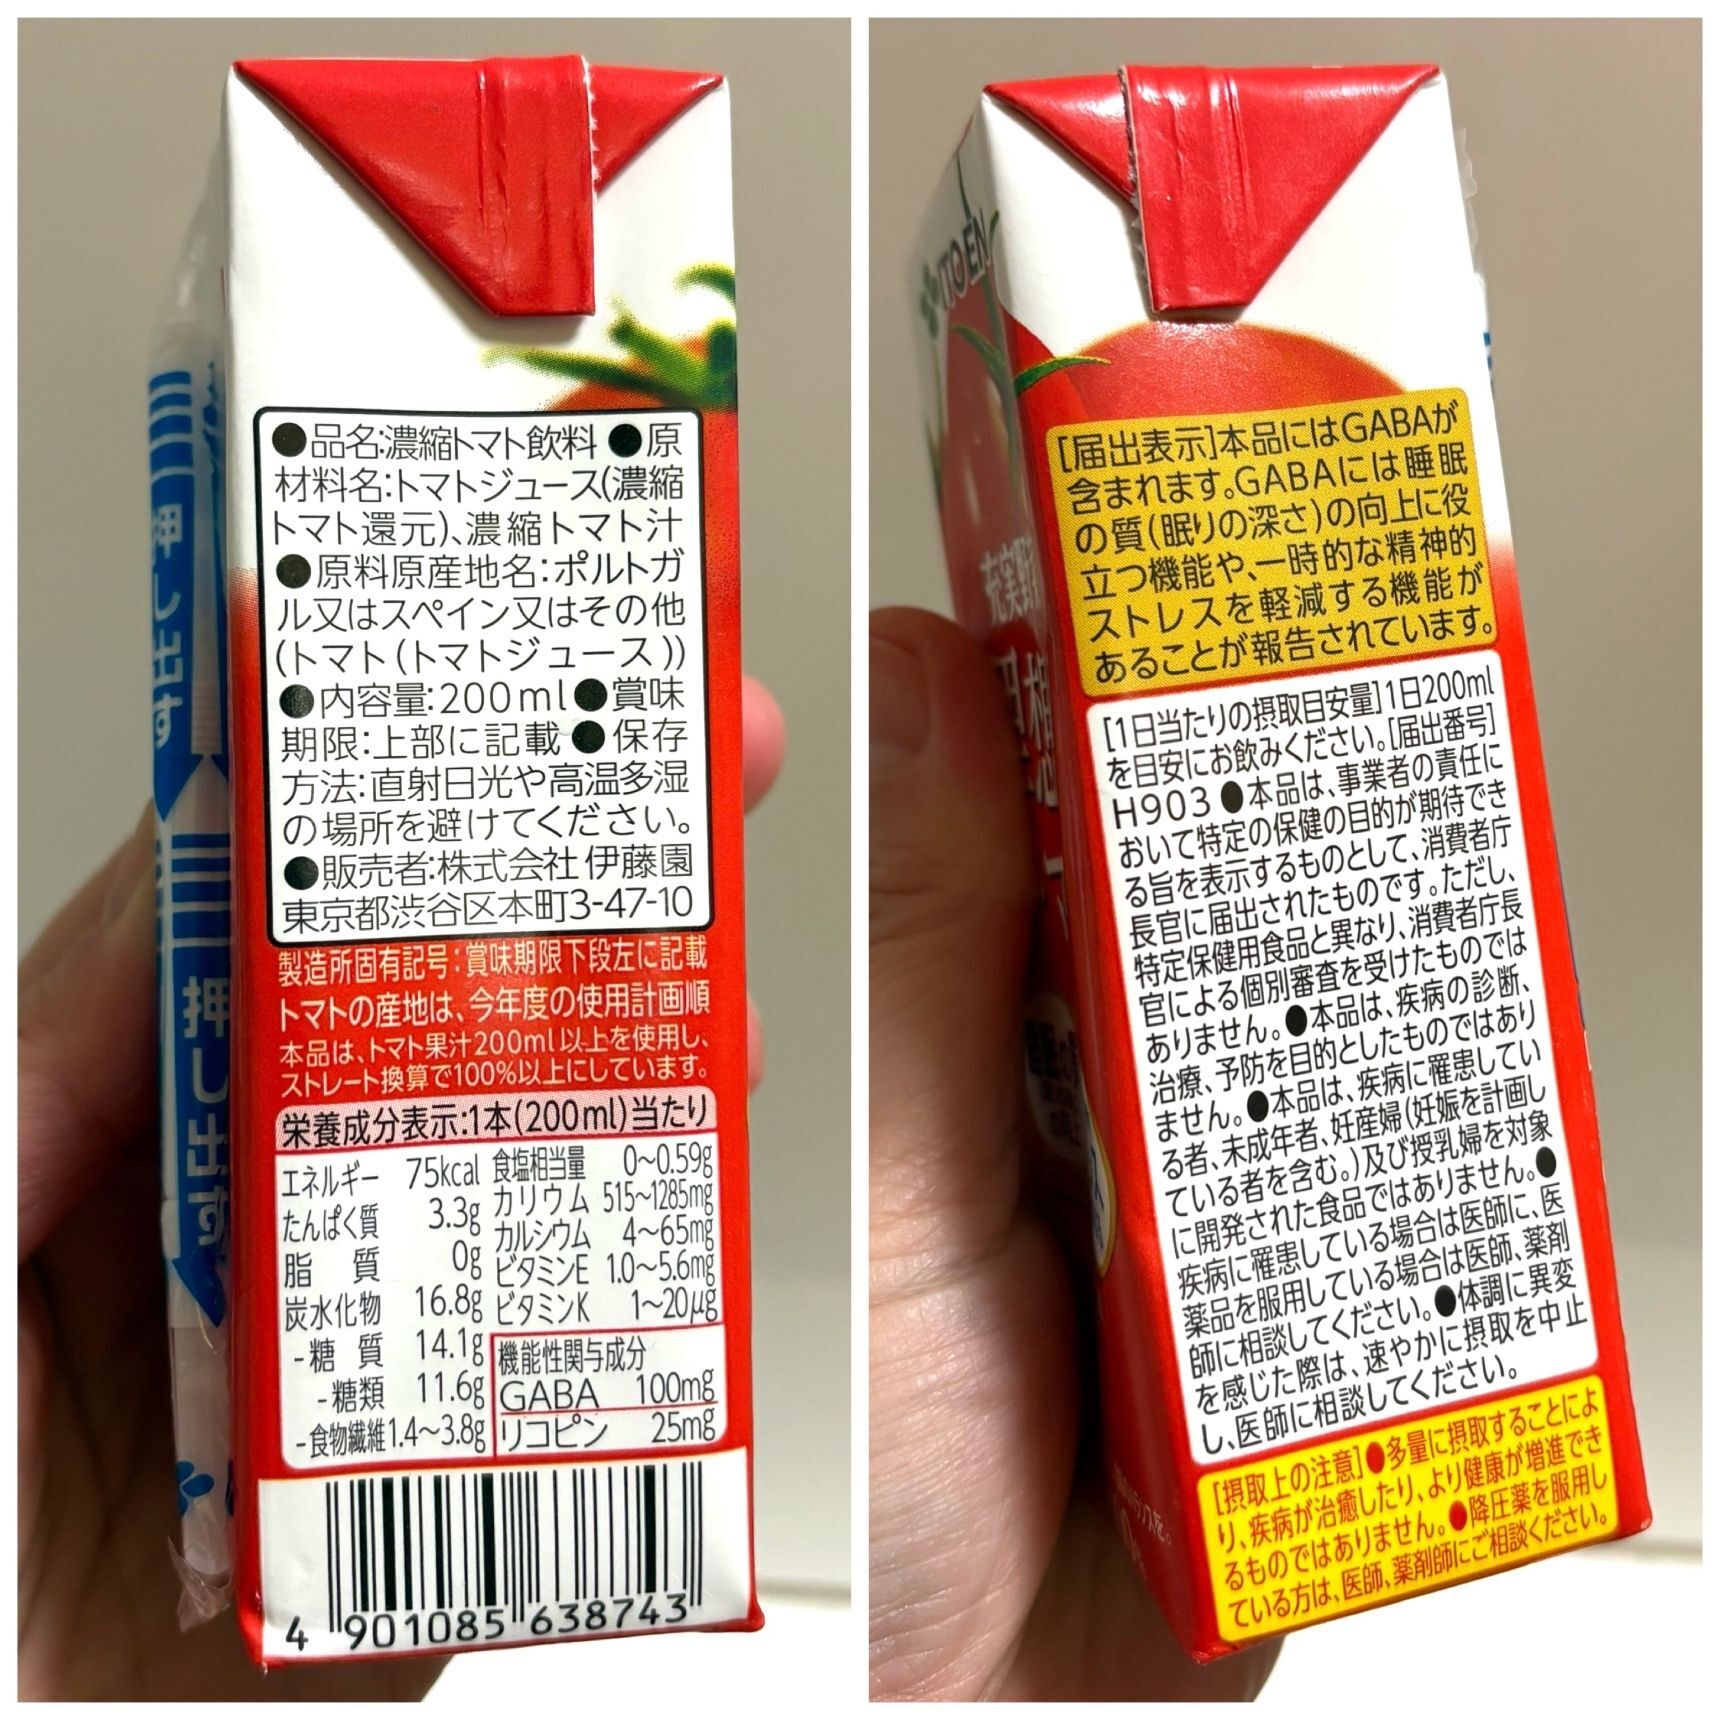 ●品名:濃縮トマト飲料 ●原
材料名:トマトジュース(濃縮
トマト還元)、濃縮トマト汁
●原料原産地名:ポルトガ
ル又はスペイン又はその他
(トマト(トマトジュース))
●内容量:200ml●賞味
期限:上部に記載●保存
方法:直射日光や高温多湿
の場所を避けてください。
●販売者:株式会社 伊藤園
東京都渋谷区本町3-47-10
製造所固有記号:賞味期限下段左に記載
トマトの産地は、今年度の使用計画順
本品は、トマト果汁200ml以上を使用し、
ストレート換算で100%以上にしています。
栄養成分表示:1本(200ml)当たり
エネルギー 75kcal
たんぱく質 3.3g
脂質 0g
炭水化物 16.8g
-糖質 14.1g
-糖類 11.6g
-食物繊維 1.4~3.8g
食塩相当量 0~0.59g
カリウム 515~1285mg
カルシウム 4~65mg
ビタミンE 1.0~5.6mg
ビタミンK 1~20μg
機能性関与成分
GABA 100mg
リコピン 25mg
4 901085 638743
押し出す
押し出す
ITO EN
充実野
[届出表示]本品にはGABAが
含まれます。GABAには睡眠
の質(眠りの深さ)の向上に役
立つ機能や、一時的な精神的
ストレスを軽減する機能が
あることが報告されています。
[1日当たりの摂取目安量]1日200ml
を目安にお飲みください。[届出番号]
H903●本品は、事業者の責任に
おいて特定の保健の目的が期待でき
る旨を表示するものとして、消費者庁
長官に届出されたものです。ただし、
特定保健用食品と異なり、消費者庁長
官による個別審査を受けたものでは
ありません。●本品は、疾病の診断、
治療、予防を目的としたものではあり
ません。●本品は、疾病に罹患してい
る者、未成年者、妊産婦(妊娠を計画し
ている者を含む。)及び授乳婦を対象
に開発された食品ではありません。●
疾病に罹患している場合は医師に、医
薬品を服用している場合は医師、薬剤
師に相談してください。●体調に異変
を感じた際は、速やかに摂取を中止
し、医師に相談してください。
[摂取上の注意]●多量に摂取することによ
り、疾病が治癒したり、より健康が増進でき
るものではありません。●降圧薬を服用し
ている方は、医師、薬剤師にご相談ください。